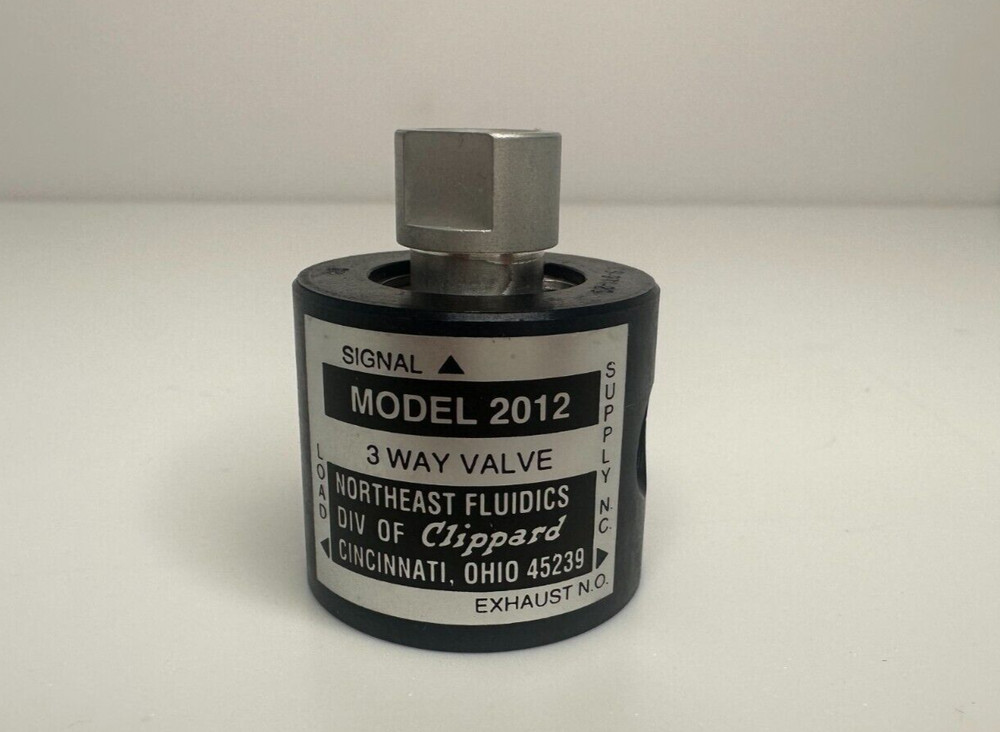 SIGNAL ▲
MODEL 2012
3 WAY VALVE
LOAD
NORTHEAST FLUIDICS
DIV OF Clippard
CINCINNATI, OHIO 45239
SUPPLY N.C.
EXHAUST N.O.